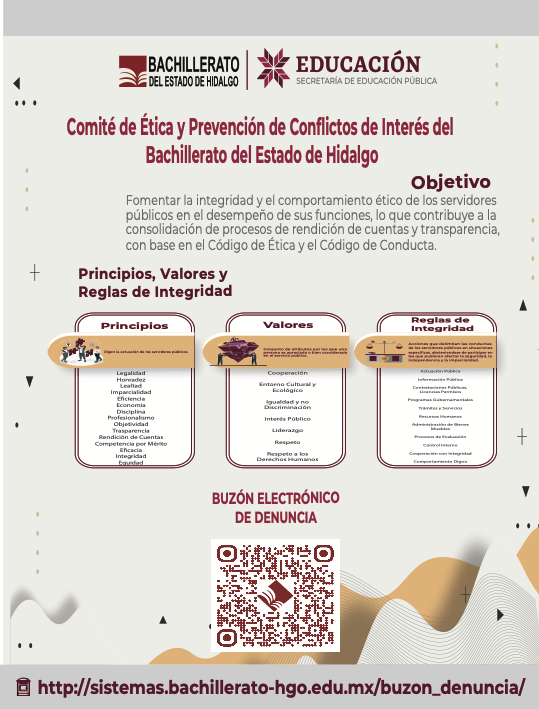 BACHILLERATO
DEL ESTADO DE HIDALGO
EDUCACIÓN
SECRETARÍA DE EDUCACIÓN PÚBLICA
Comité de Ética y Prevención de Conflictos de Interés del
Bachillerato del Estado de Hidalgo
Objetivo
Fomentar la integridad y el comportamiento ético de los servidores
públicos en el desempeño de sus funciones, lo que contribuye a la
consolidación de procesos de rendición de cuentas y transparencia,
con base en el Código de Ética y el Código de Conducta.
Principios, Valores y
Reglas de Integridad
Principios
Rigen la actuación de los servidores públicos
Legalidad
Honradez
Lealtad
Imparcialidad
Eficiencia
Economía
Disciplina
Profesionalismo
Objetividad
Trasparencia
Rendición de Cuentas
Competencia por Mérito
Eficacia
Integridad
Equidad
Valores
Conjunto de atributos por los que una
persona es apreciada o bien considerada
en el servicio público.
Cooperación
Entorno Cultural y
Ecológico
Igualdad y no
Discriminación
Interés Público
Liderazgo
Respeto
Respeto a los
Derechos Humanos
Reglas de
Integridad
Acciones que delimitan las conductas
de los servidores públicos en situaciones
específicas, absteniéndose de participar en
las que pudieran afectar la seguridad, la
independencia y la imparcialidad.
Actuación Pública
Información Pública
Contrataciones Públicas,
Licencias Permisos
Programas Gubernamentales
Trámites y Servicios
Recursos Humanos
Administración de Bienes
Muebles
Procesos de Evaluación
Control Interno
Cooperación con Integridad
Comportamiento Digno
BUZÓN ELECTRÓNICO
DE DENUNCIA
http://sistemas.bachillerato-hgo.edu.mx/buzon_denuncia/